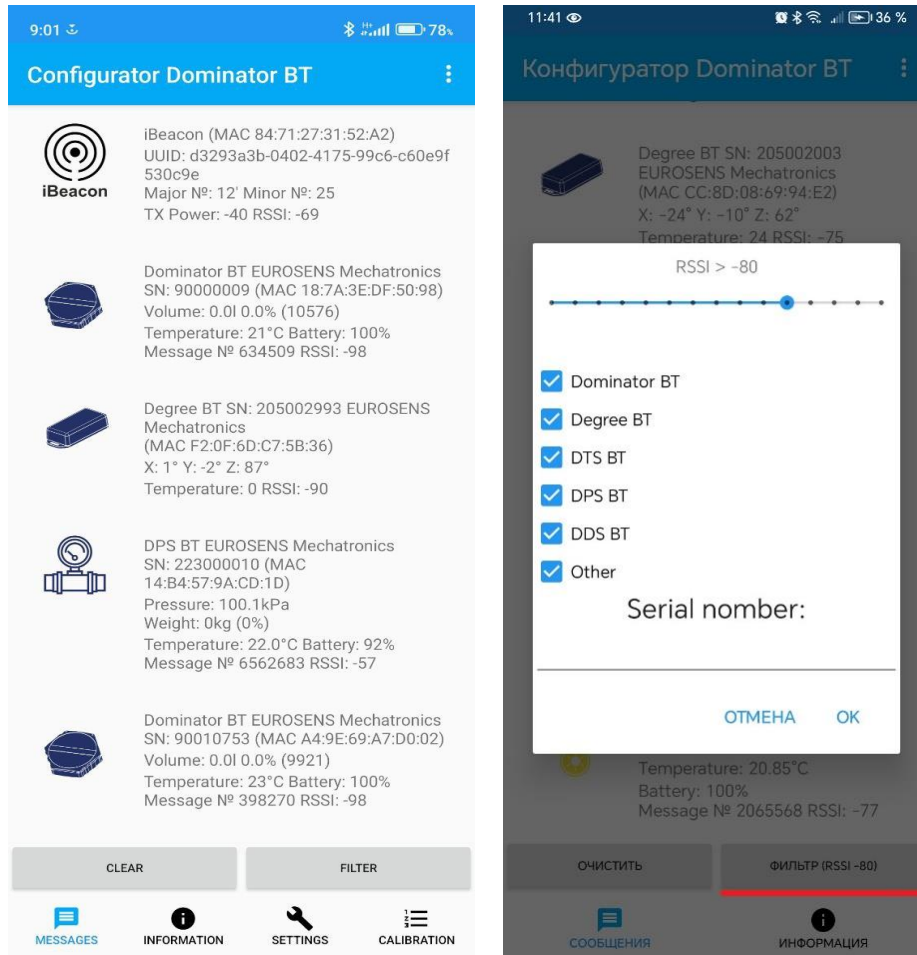 9:01
78%
Configurator Dominator BT
iBeacon
iBeacon (MAC 84:71:27:31:52:A2)
UUID: d3293a3b-0402-4175-99c6-c60e9f
530c9e
Major №: 12' Minor №: 25
TX Power: -40 RSSI: -69
Dominator BT EUROSENS Mechatronics
SN: 90000009 (MAC 18:7A:3E:DF:50:98)
Volume: 0.0l 0.0% (10576)
Temperature: 21°C Battery: 100%
Message № 634509 RSSI: -98
Degree BT SN: 205002993 EUROSENS
Mechatronics
(MAC F2:0F:6D:C7:5B:36)
X: 1° Y: -2° Z: 87°
Temperature: 0 RSSI: -90
DPS BT EUROSENS Mechatronics
SN: 223000010 (MAC
14:B4:57:9A:CD:1D)
Pressure: 100.1kPa
Weight: 0kg (0%)
Temperature: 22.0°C Battery: 92%
Message № 6562683 RSSI: -57
Dominator BT EUROSENS Mechatronics
SN: 90010753 (MAC A4:9E:69:A7:D0:02)
Volume: 0.0l 0.0% (9921)
Temperature: 23°C Battery: 100%
Message № 398270 RSSI: -98
CLEAR
FILTER
MESSAGES
INFORMATION
SETTINGS
CALIBRATION
11:41
36 %
Конфигуратор Dominator BT
Degree BT SN: 205002003
EUROSENS Mechatronics
(MAC CC:8D:08:69:94:E2)
X: -24° Y: -10° Z: 62°
Temperature: 24 RSSI: -75
RSSI > -80
Dominator BT
Degree BT
DTS BT
DPS BT
DDS BT
Other
Serial nomber:
ОТМЕНА
OK
Temperature: 20.85°C
Battery: 100%
Message № 2065568 RSSI: -77
ОЧИСТИТЬ
ФИЛЬТР (RSSI -80)
СООБЩЕНИЯ
ИНФОРМАЦИЯ